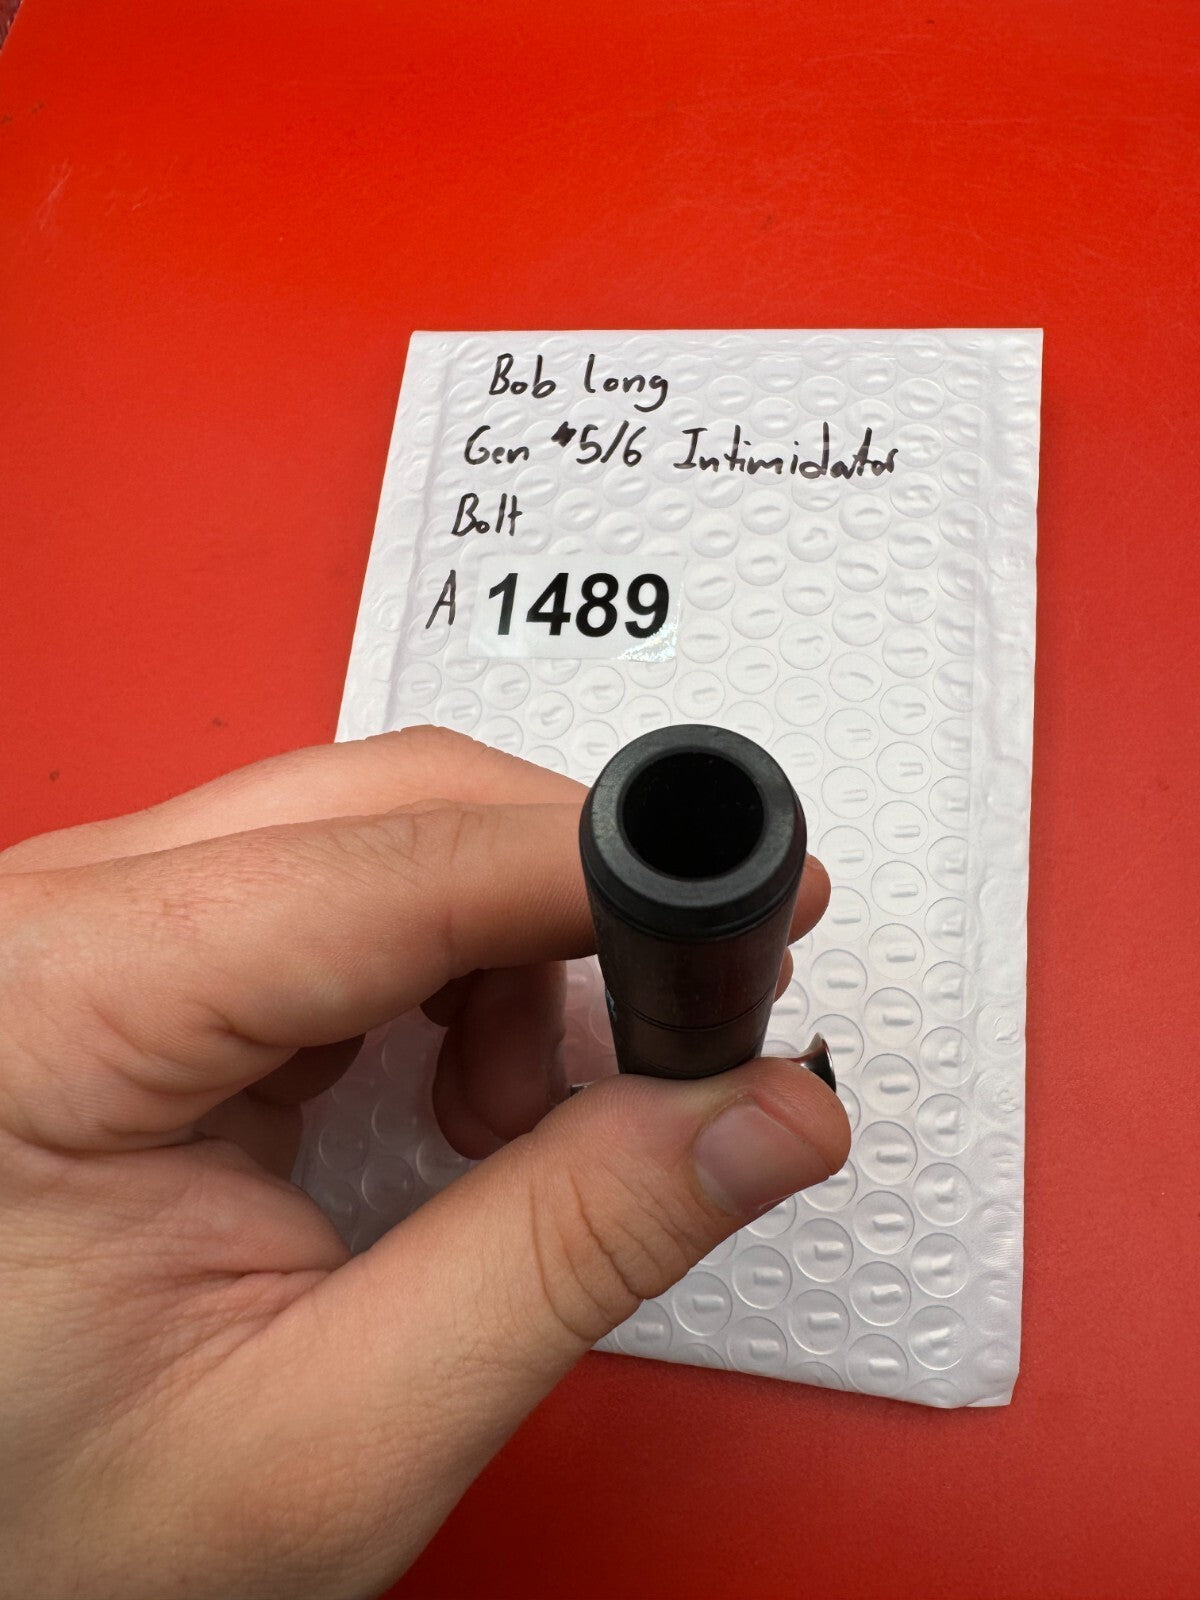 Bob Long
Gen 5/6 Intimidator
Bolt
A 1489